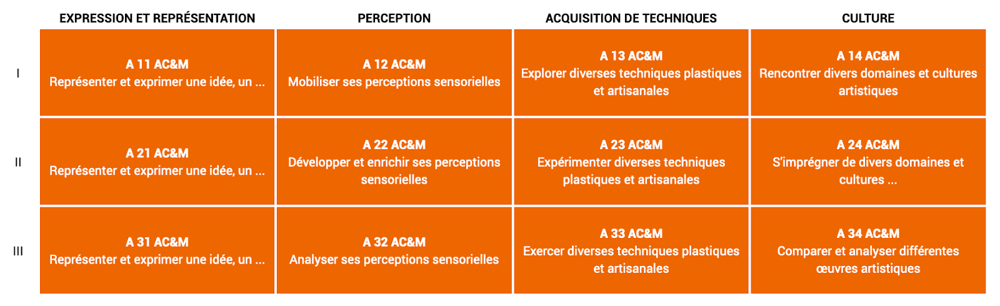 EXPRESSION ET REPRÉSENTATION
PERCEPTION
ACQUISITION DE TECHNIQUES
CULTURE
I
A 11 AC&M
Représenter et exprimer une idée, un ...
A 12 AC&M
Mobiliser ses perceptions sensorielles
A 13 AC&M
Explorer diverses techniques plastiques
et artisanales
A 14 AC&M
Rencontrer divers domaines et cultures
artistiques
II
A 21 AC&M
Représenter et exprimer une idée, un ...
A 22 AC&M
Développer et enrichir ses perceptions
sensorielles
A 23 AC&M
Expérimenter diverses techniques
plastiques et artisanales
A 24 AC&M
S'imprégner de divers domaines et
cultures ...
III
A 31 AC&M
Représenter et exprimer une idée, un ...
A 32 AC&M
Analyser ses perceptions sensorielles
A 33 AC&M
Exercer diverses techniques plastiques
et artisanales
A 34 AC&M
Comparer et analyser différentes
œuvres artistiques